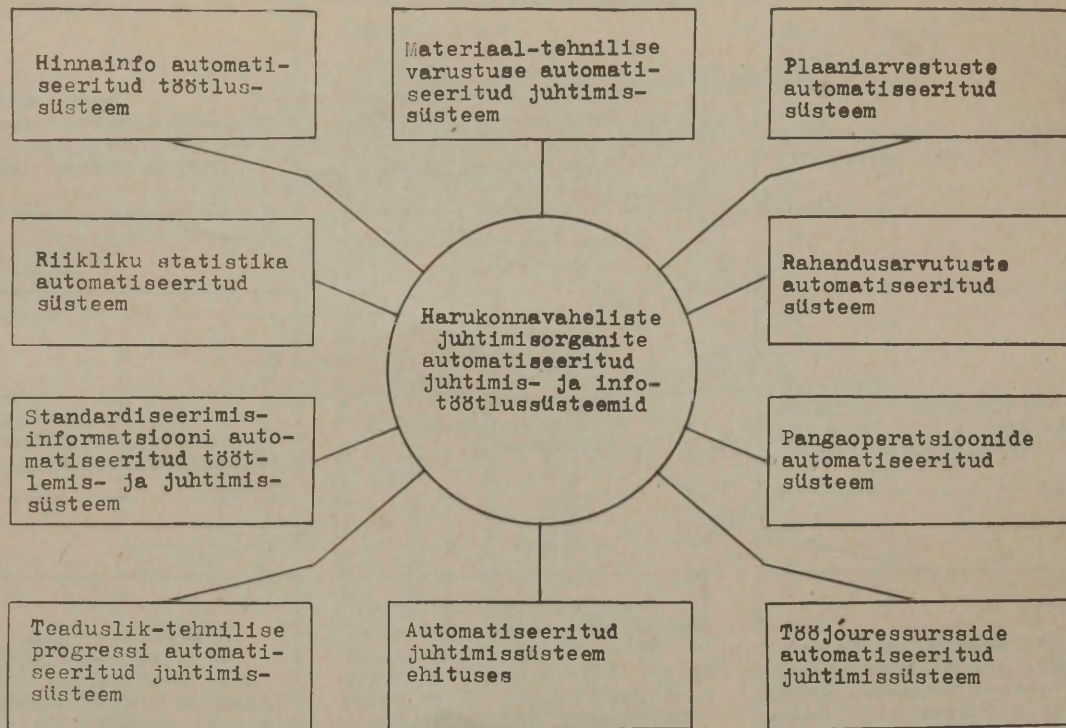 Hinnainfo automati-
seeritud töötlus-
süsteem
Materiaal-tehnilise
varustuse automati-
seeritud juhtimis-
süsteem
Plaaniarvestuste
automatiseeritud
süsteem
Riikliku statistika
automatiseeritud
süsteem
Harukonnavaheliste
juhtimisorganite
automatiseeritud
juhtimis- ja info-
töötlussüsteemid
Rahandusarvutuste
automatiseeritud
süsteem
Standardiseerimis-
informatsiooni auto-
matiseeritud tööt-
lemis- ja juhtimis-
süsteem
Pangaoperatsioonide
automatiseeritud
süsteem
Teaduslik-tehnilise
progressi automati-
seeritud juhtimis-
süsteem
Automatiseeritud
juhtimissüsteem
ehituses
Tööjóuressursside
automatiseeritud
juhtimissüsteem